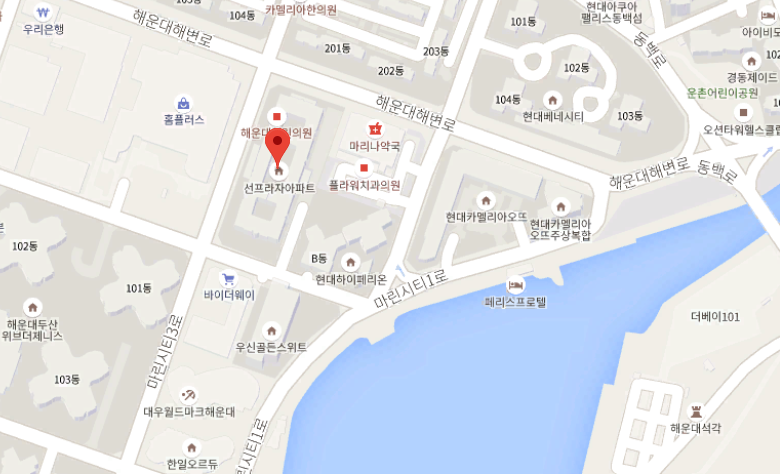 103동
104동
카멜리아한의원
우리은행
해운대해변로
201동
202동
203동
101동
현대아쿠아
팰리스동백섬
동백로
102동
경동제이드
104동
103동
현대베네시티
운촌어린이공원
오션타워헬스클럽
홈플러스
해운대
의원
마리나약국
해운대해변로
선프라자아파트
플라워치과의원
해운대해변로
동백로
현대카멜리아오뜨
현대카멜리아
오뜨주상복합
102동
101동
B동
현대하이페리온
바이더웨이
마린시티1로
페리스프로텔
더베이101
해운대두산
위브더제니스
우신골든스위트
마린시티3로
103동
대우월드마크해운대
해운대석각
마린시티1로
한일오르듀